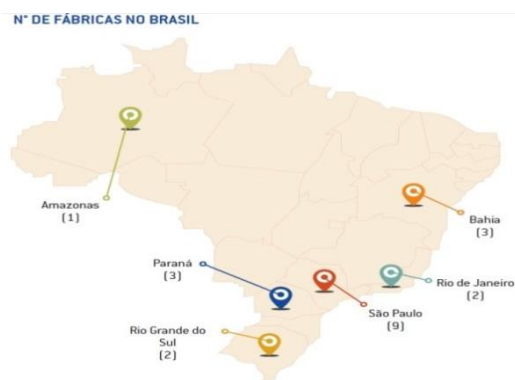 N° DE FÁBRICAS NO BRASIL
Amazonas
(1)
Bahia
(3)
Paraná
(3)
Rio de Janeiro
(2)
São Paulo
(9)
Rio Grande do
Sul
(2)